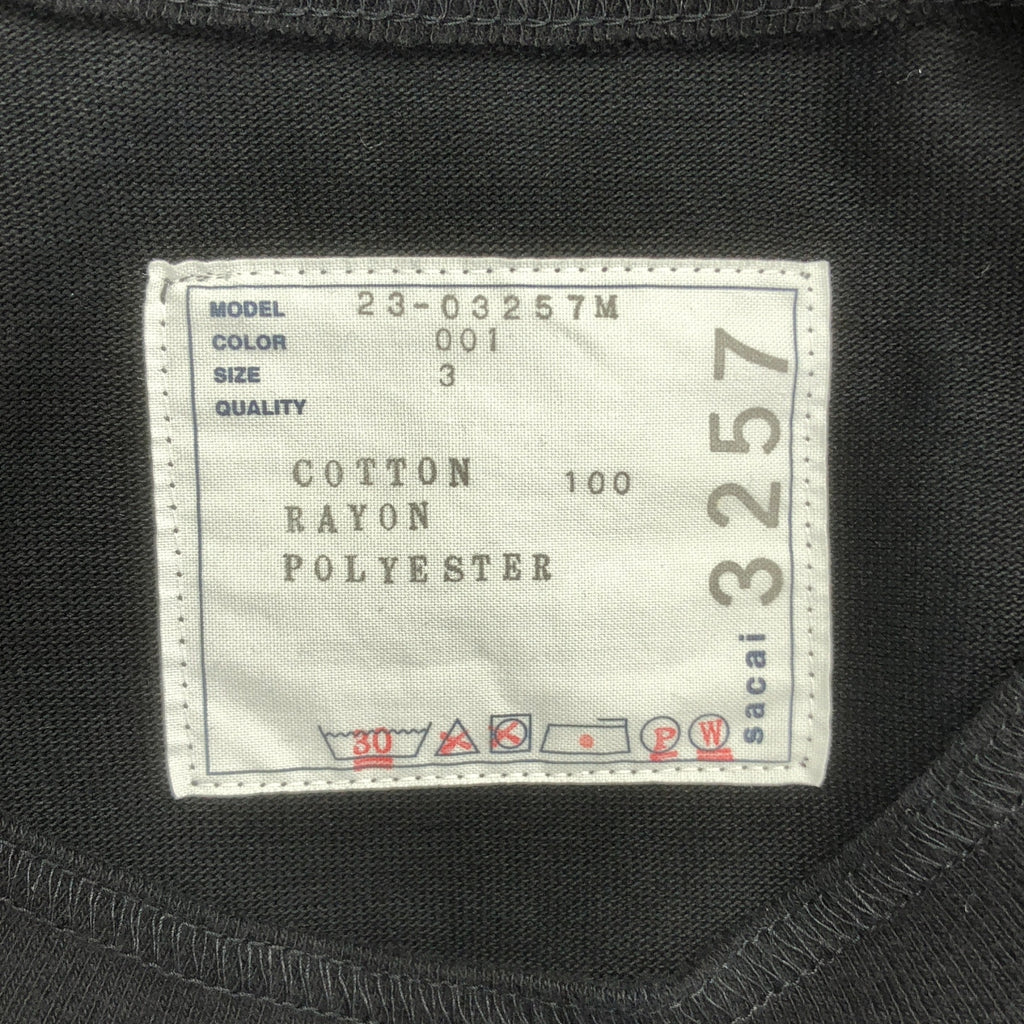 MODEL 23-03257M
COLOR 001
SIZE 3
QUALITY
COTTON 100
RAYON
POLYESTER
30
P
W
sacai 3257